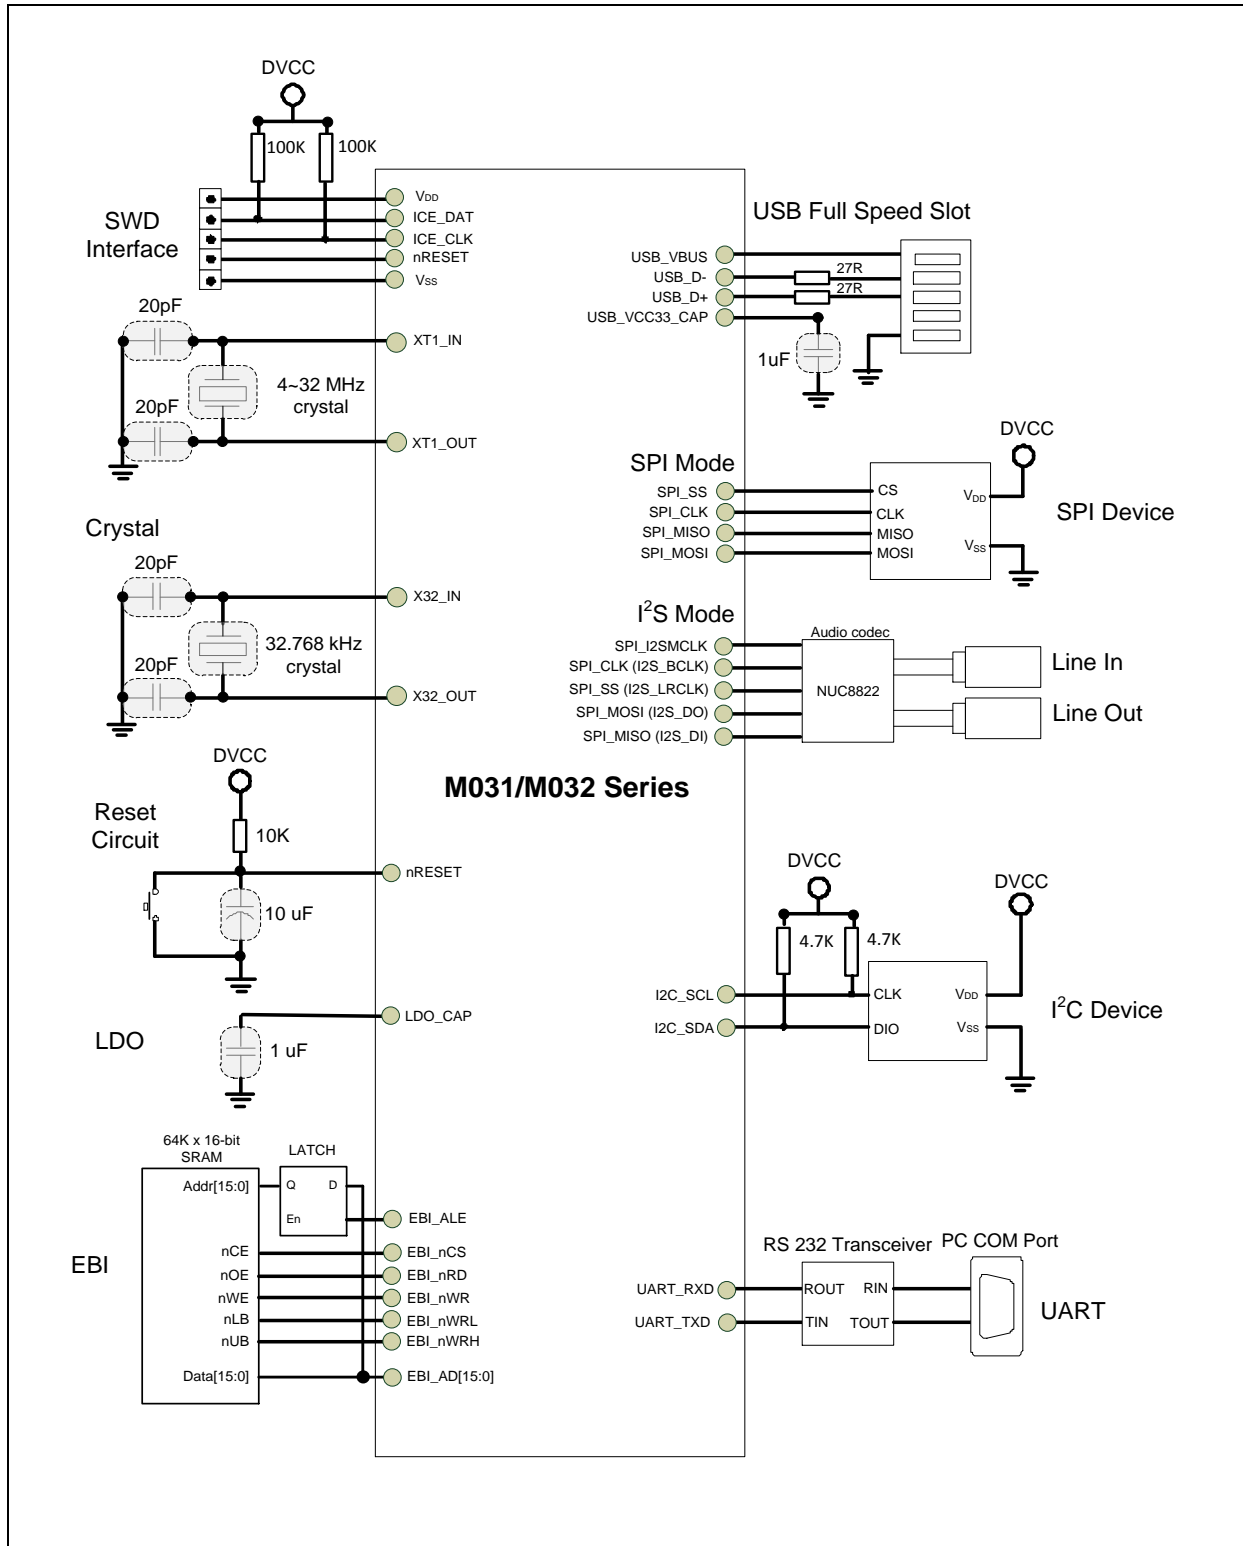 DVCC
100K
100K
SWD
Interface
VDD
ICE_DAT
ICE_CLK
nRESET
VSS
20pF
XT1_IN
4~32 MHz
crystal
20pF
XT1_OUT
Crystal
20pF
X32_IN
32.768 kHz
crystal
20pF
X32_OUT
DVCC
Reset
Circuit
10K
nRESET
10 uF
LDO_CAP
LDO
1 uF
64K x 16-bit
SRAM
LATCH
Addr[15:0]
Q
D
En
EBI_ALE
EBI
nCE
EBI_nCS
nOE
EBI_nRD
nWE
EBI_nWR
nLB
EBI_nWRL
nUB
EBI_nWRH
Data[15:0]
EBI_AD[15:0]
M031/M032 Series
USB Full Speed Slot
USB_VBUS
USB_D-
27R
USB_D+
27R
USB_VCC33_CAP
1uF
DVCC
SPI Mode
SPI_SS
CS
VDD
SPI_CLK
CLK
SPI Device
SPI_MISO
MISO
SPI_MOSI
MOSI
VSS
I2S Mode
Audio codec
SPI_I2SMCLK
SPI_CLK (I2S_BCLK)
SPI_SS (I2S_LRCLK)
SPI_MOSI (I2S_DO)
SPI_MISO (I2S_DI)
NUC8822
Line In
Line Out
DVCC
4.7K
4.7K
DVCC
I2C_SCL
CLK
VDD
I2C_SDA
DIO
VSS
I2C Device
RS 232 Transceiver
PC COM Port
UART_RXD
ROUT
RIN
UART_TXD
TIN
TOUT
UART